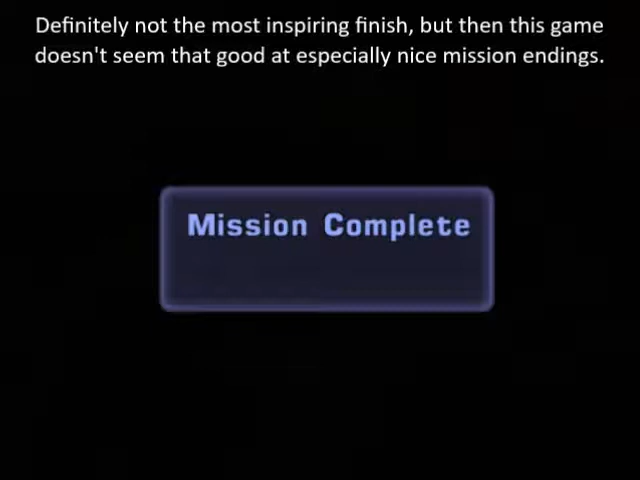 Definitely not the most inspiring finish, but then this game
doesn't seem that good at especially nice mission endings.
Mission Complete